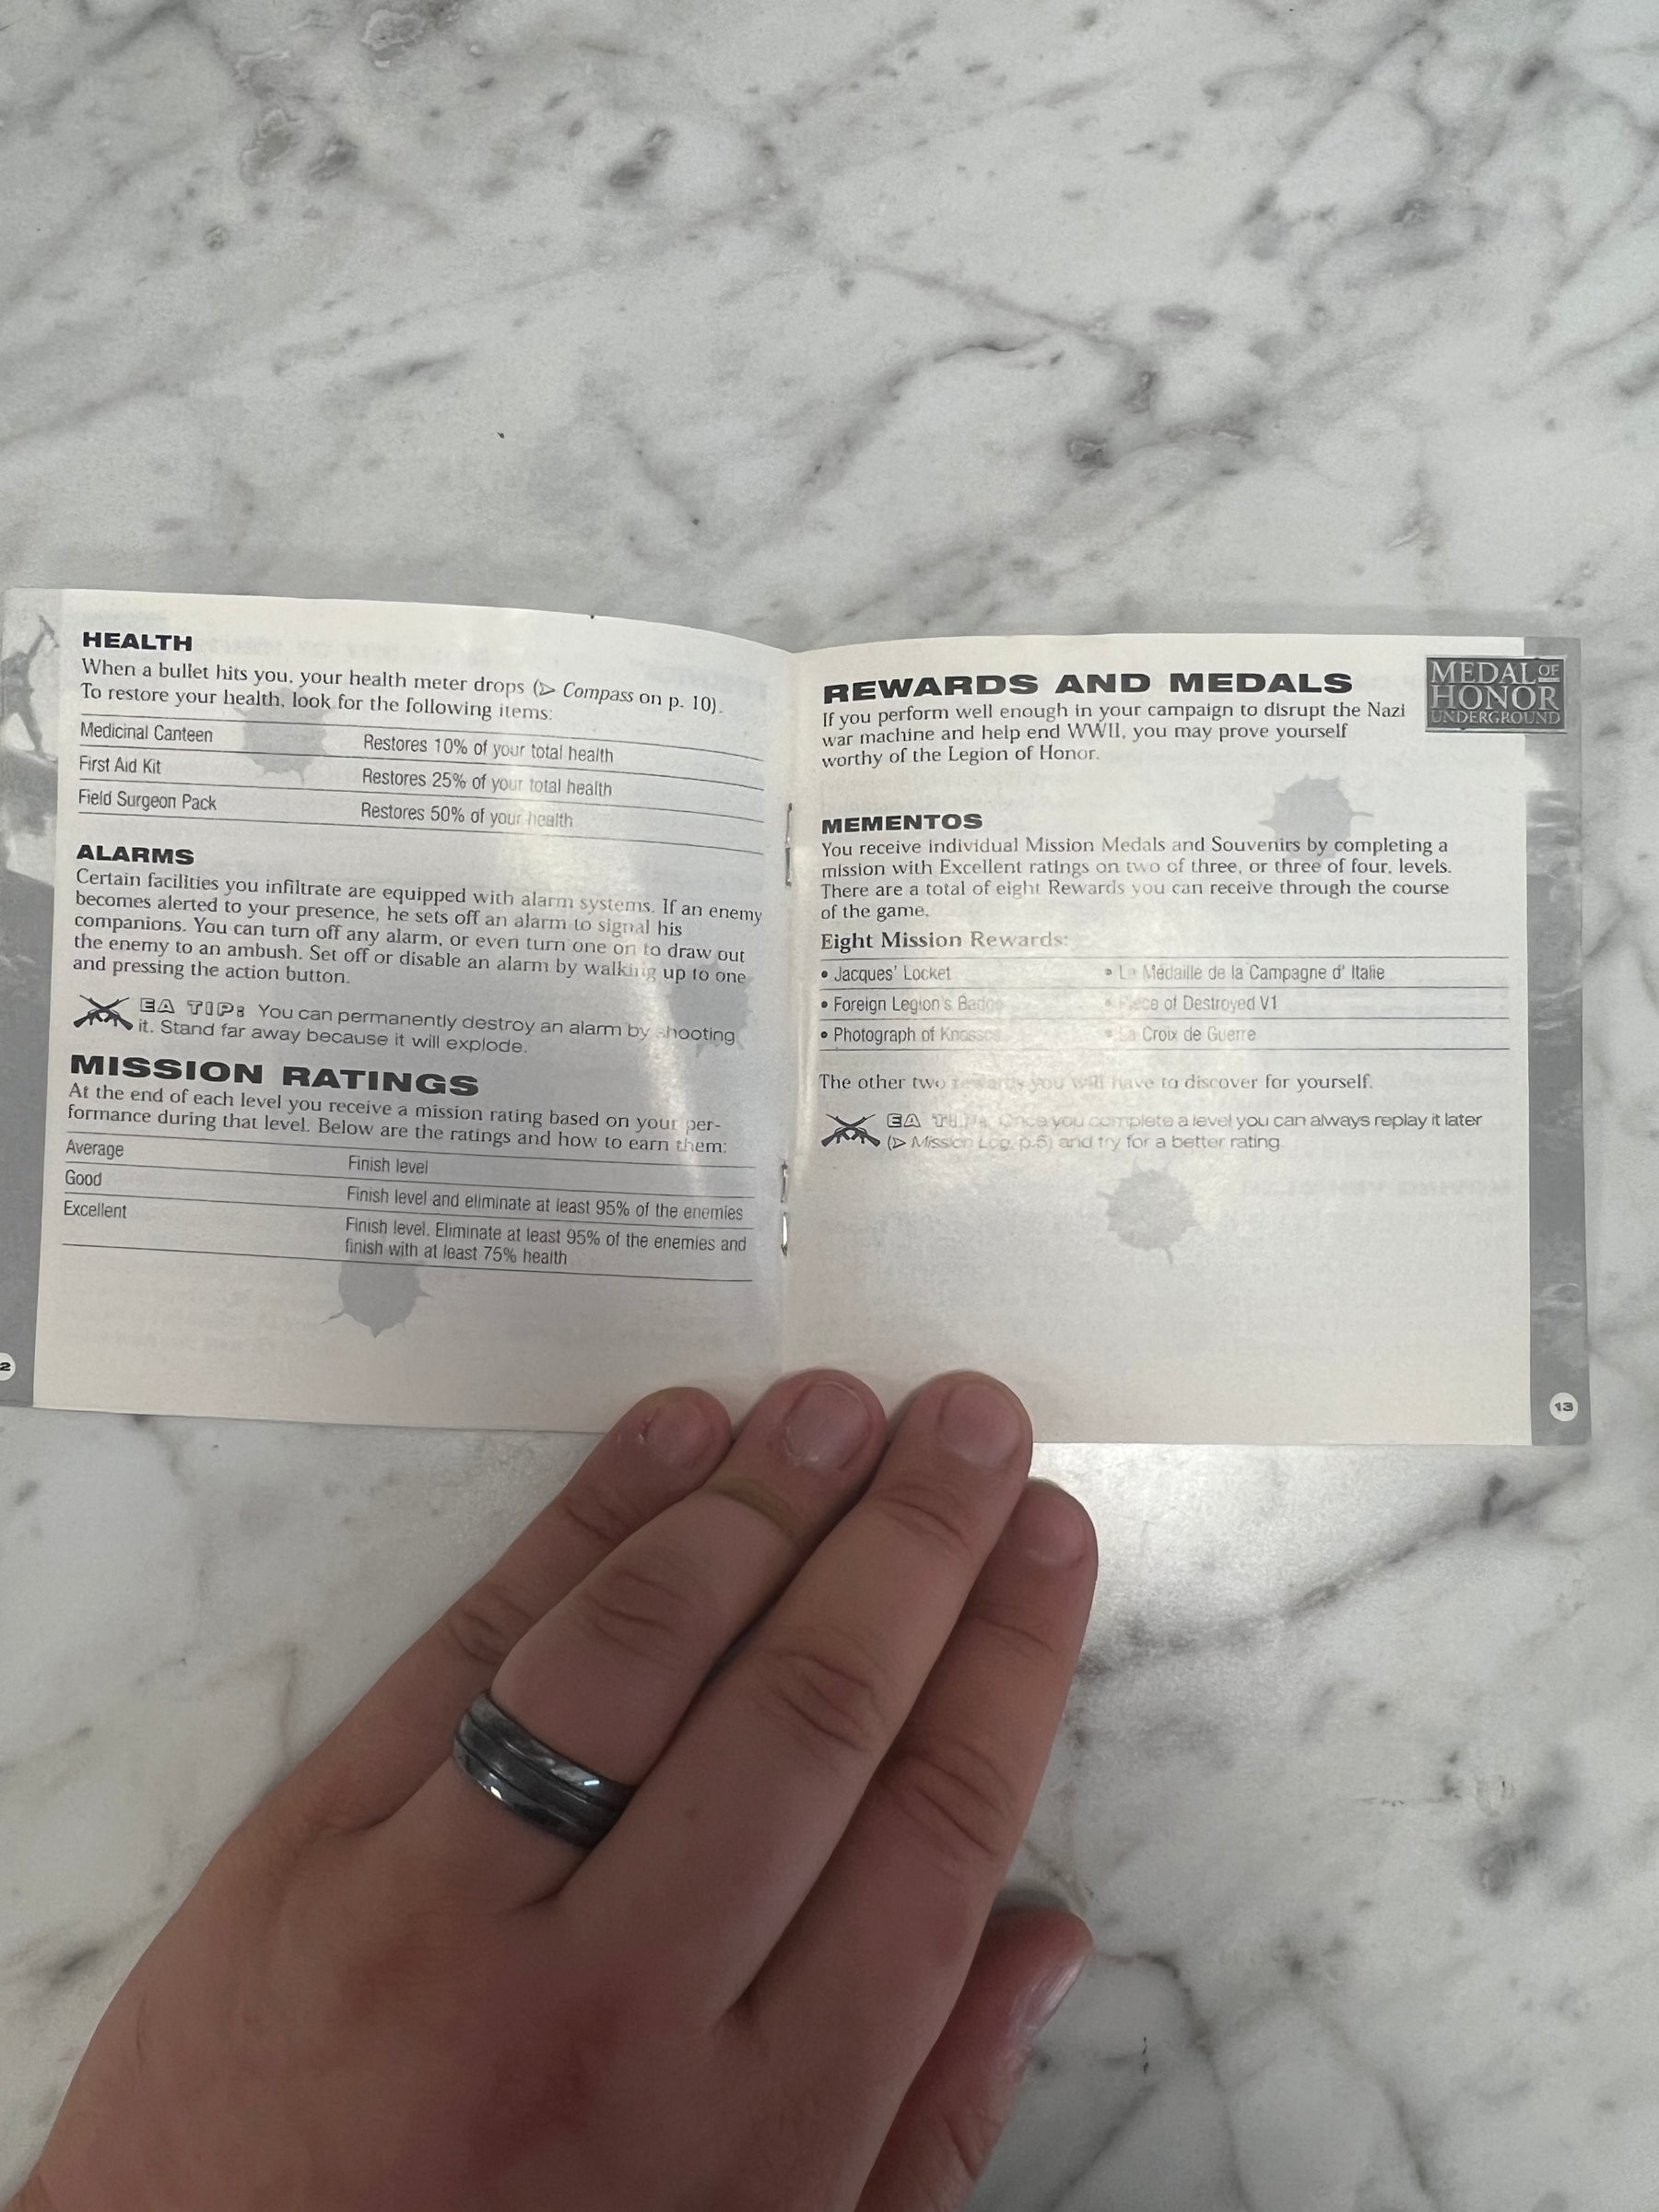 HEALTH
When a bullet hits you, your health meter drops (▷ Compass on p. 10).
To restore your health, look for the following items:
Medicinal Canteen Restores 10% of your total health
First Aid Kit Restores 25% of your total health
Field Surgeon Pack Restores 50% of your health
ALARMS
Certain facilities you infiltrate are equipped with alarm systems. If an enemy
becomes alerted to your presence, he sets off an alarm to signal his
companions. You can turn off any alarm, or even turn one on to draw out
the enemy to an ambush. Set off or disable an alarm by walking up to one
and pressing the action button.
EA TIP: You can permanently destroy an alarm by shooting
it. Stand far away because it will explode.
MISSION RATINGS
At the end of each level you receive a mission rating based on your per-
formance during that level. Below are the ratings and how to earn them:
Average Finish level
Good Finish level and eliminate at least 95% of the enemies
Excellent Finish level. Eliminate at least 95% of the enemies and
finish with at least 75% health
2
MEDAL OF
HONOR
UNDERGROUND
REWARDS AND MEDALS
If you perform well enough in your campaign to disrupt the Nazi
war machine and help end WWII, you may prove yourself
worthy of the Legion of Honor.
MEMENTOS
You receive individual Mission Medals and Souvenirs by completing a
mission with Excellent ratings on two of three, or three of four, levels.
There are a total of eight Rewards you can receive through the course
of the game.
Eight Mission Rewards:
• Jacques' Locket • La Médaille de la Campagne d' Italie
• Foreign Legion's Badge • Piece of Destroyed V1
• Photograph of Knossos • La Croix de Guerre
The other two rewards you will have to discover for yourself.
EA TIP: Once you complete a level you can always replay it later
(▷ Mission Log, p.5) and try for a better rating.
13